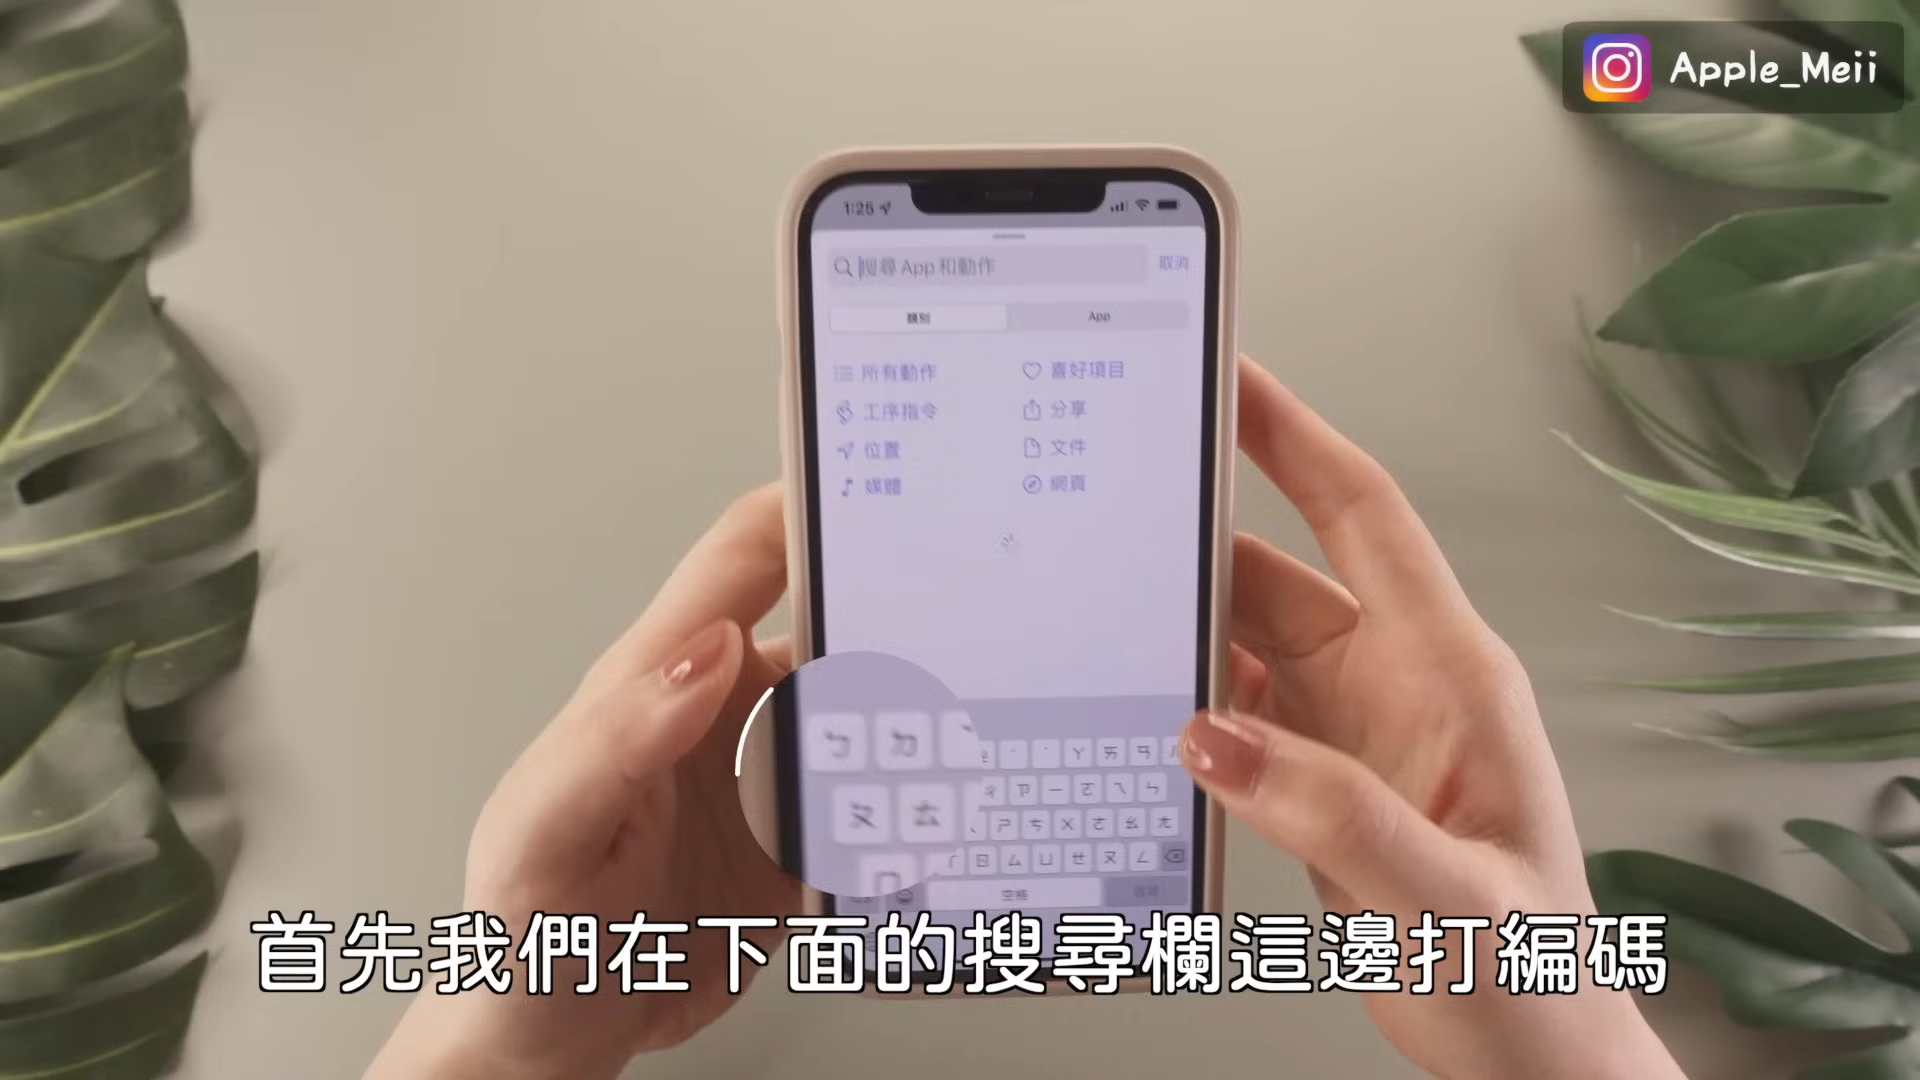 Apple_Meii
1:25
搜尋 App 和動作
取消
類別
App
所有動作
喜好項目
工序指令
分享
位置
文件
媒體
網頁
ㄅ ㄉ ˇ
ˋ ˙ ㄚ ㄞ ㄢ ㄦ
ㄆ ㄊ
ㄔ ㄗ ㄧ ㄛ ㄟ ㄣ
ㄕ ㄘ ㄨ ㄜ ㄠ ㄤ
ㄖ ㄙ ㄩ ㄝ ㄡ ㄥ
空格
首先我們在下面的搜尋欄這邊打編碼